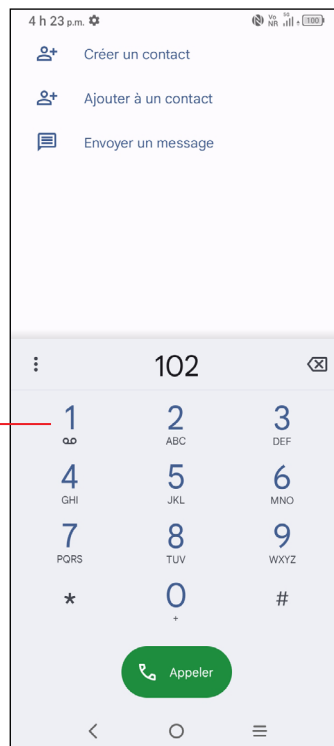 4 h 23 p.m. Vo NR 5G 100
Créer un contact
Ajouter à un contact
Envoyer un message
102
1 2 3
ABC DEF
4 5 6
GHI JKL MNO
7 8 9
PQRS TUV WXYZ
* 0 #
+
Appeler